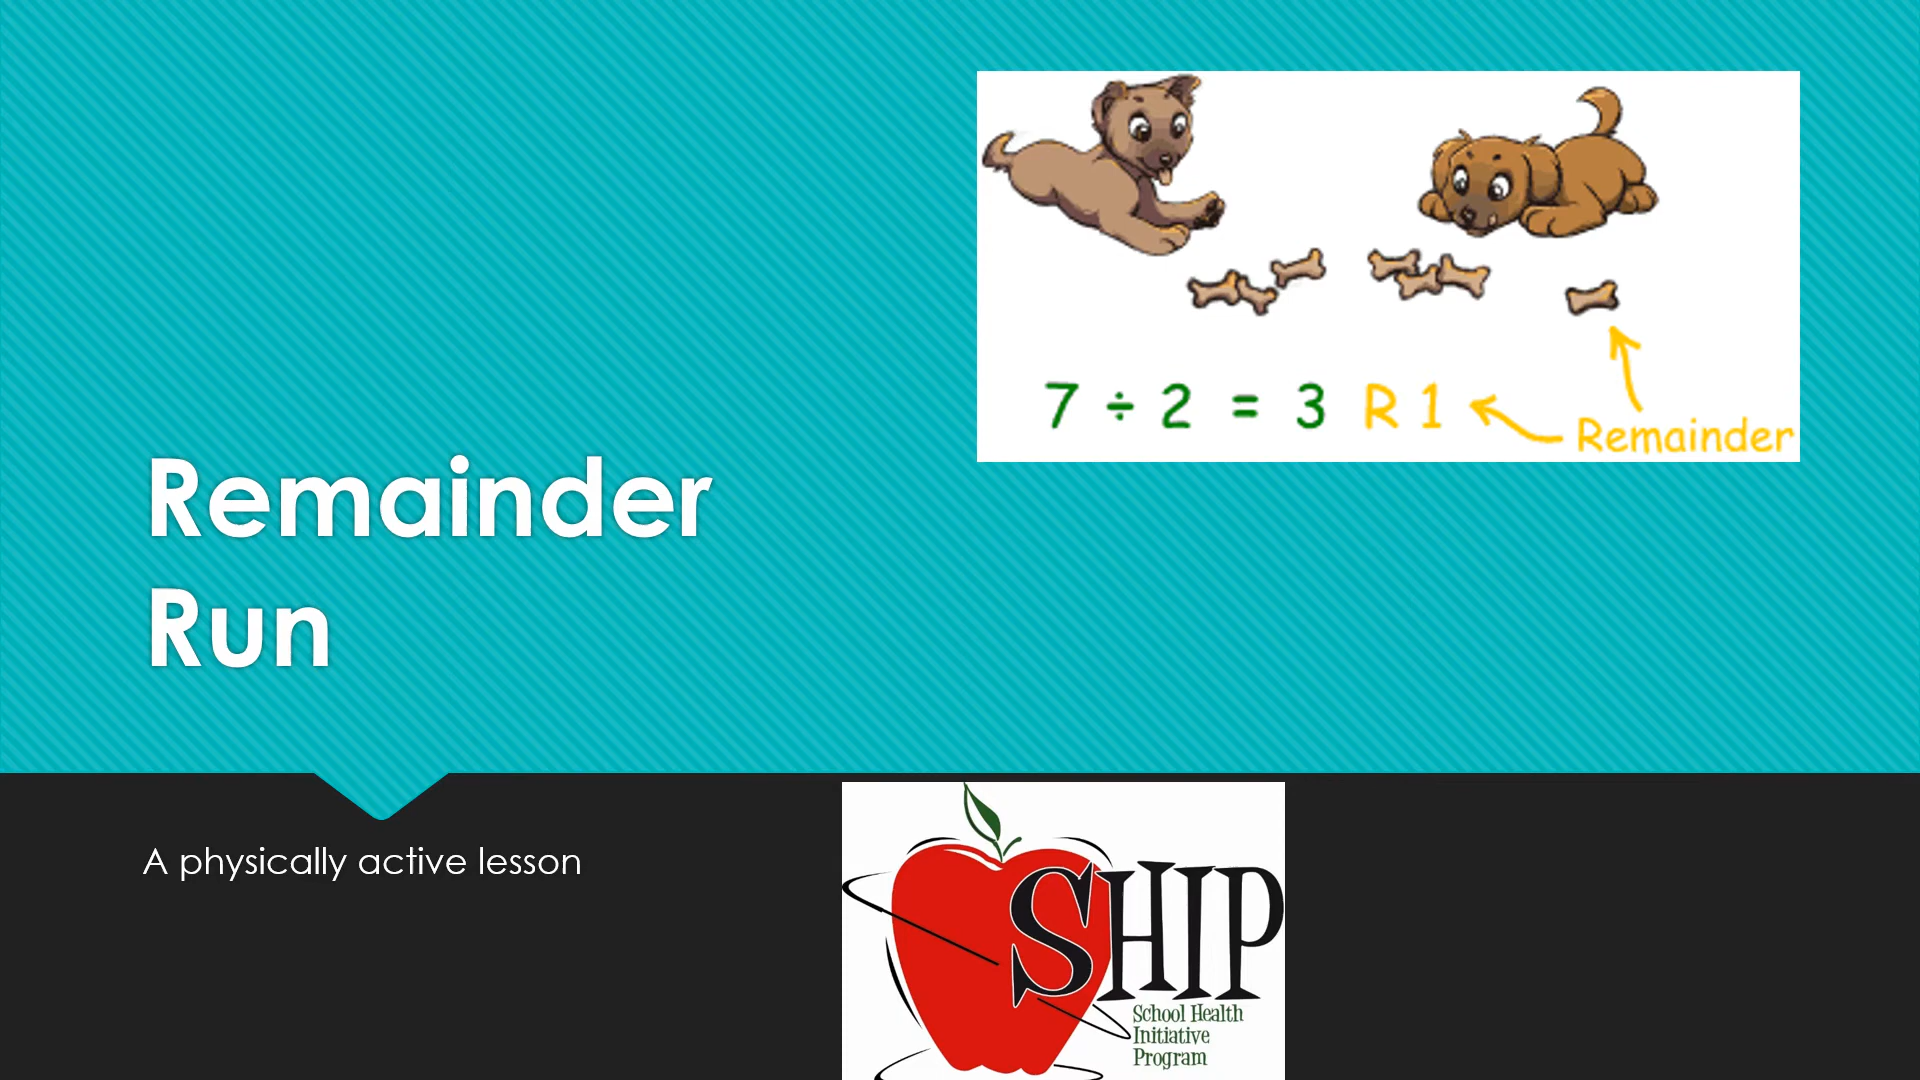 7 ÷ 2 = 3 R 1
Remainder
Remainder
Run
A physically active lesson
SHIP
School Health
Initiative
Program